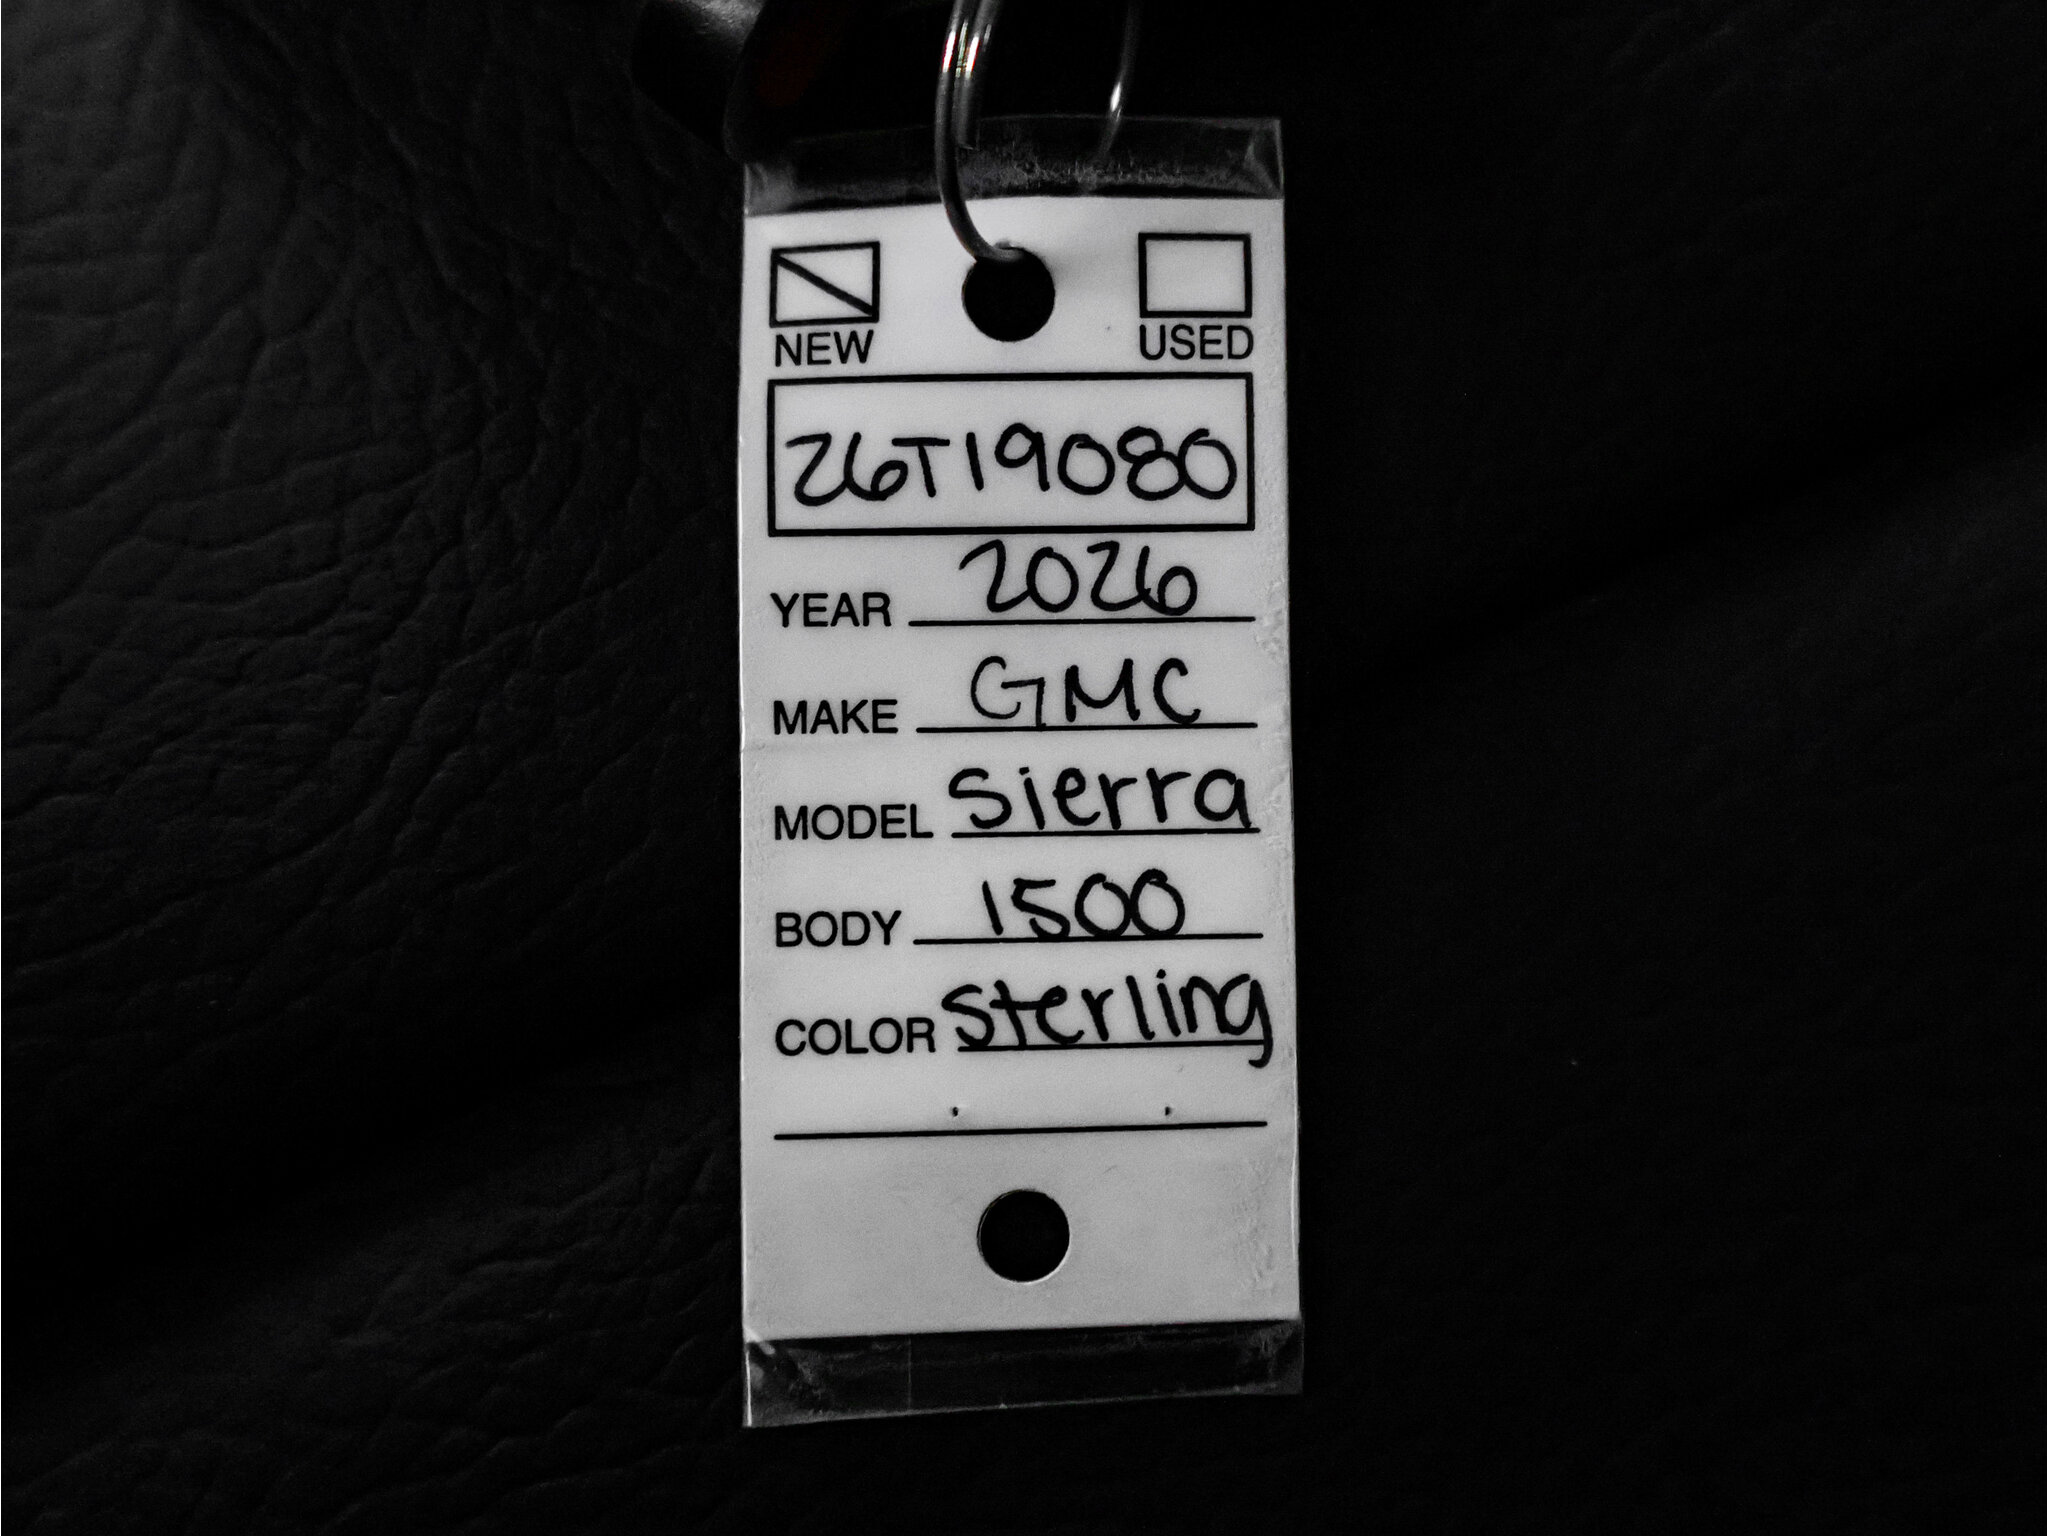 NEW USED
26T19080
YEAR 2026
MAKE GMC
MODEL Sierra
BODY 1500
COLOR Sterling